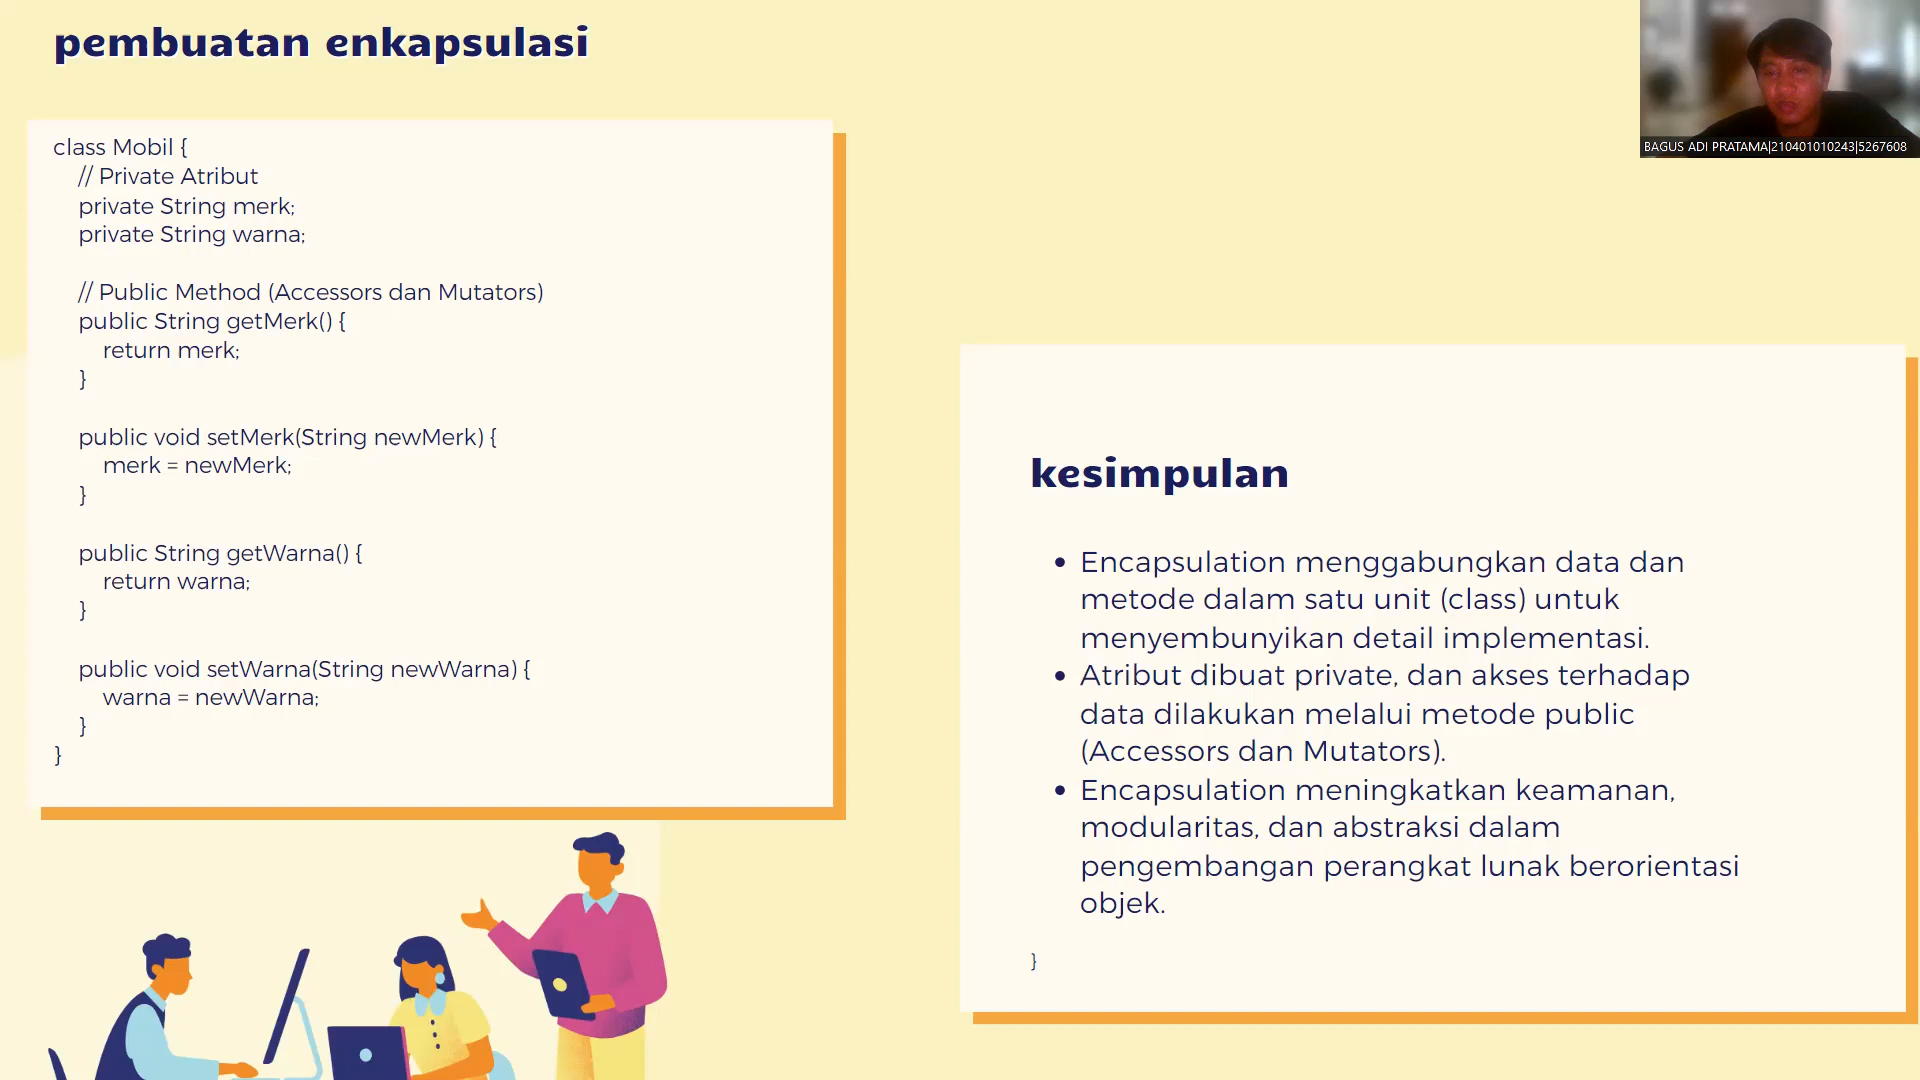 pembuatan enkapsulasi
class Mobil {
// Private Atribut
private String merk;
private String warna;
// Public Method (Accessors dan Mutators)
public String getMerk() {
return merk;
}
public void setMerk(String newMerk) {
merk = newMerk;
}
public String getWarna() {
return warna;
}
public void setWarna(String newWarna) {
warna = newWarna;
}
}
BAGUS ADI PRATAMA|210401010243|5267608
kesimpulan
• Encapsulation menggabungkan data dan
metode dalam satu unit (class) untuk
menyembunyikan detail implementasi.
• Atribut dibuat private, dan akses terhadap
data dilakukan melalui metode public
(Accessors dan Mutators).
• Encapsulation meningkatkan keamanan,
modularitas, dan abstraksi dalam
pengembangan perangkat lunak berorientasi
objek.
}